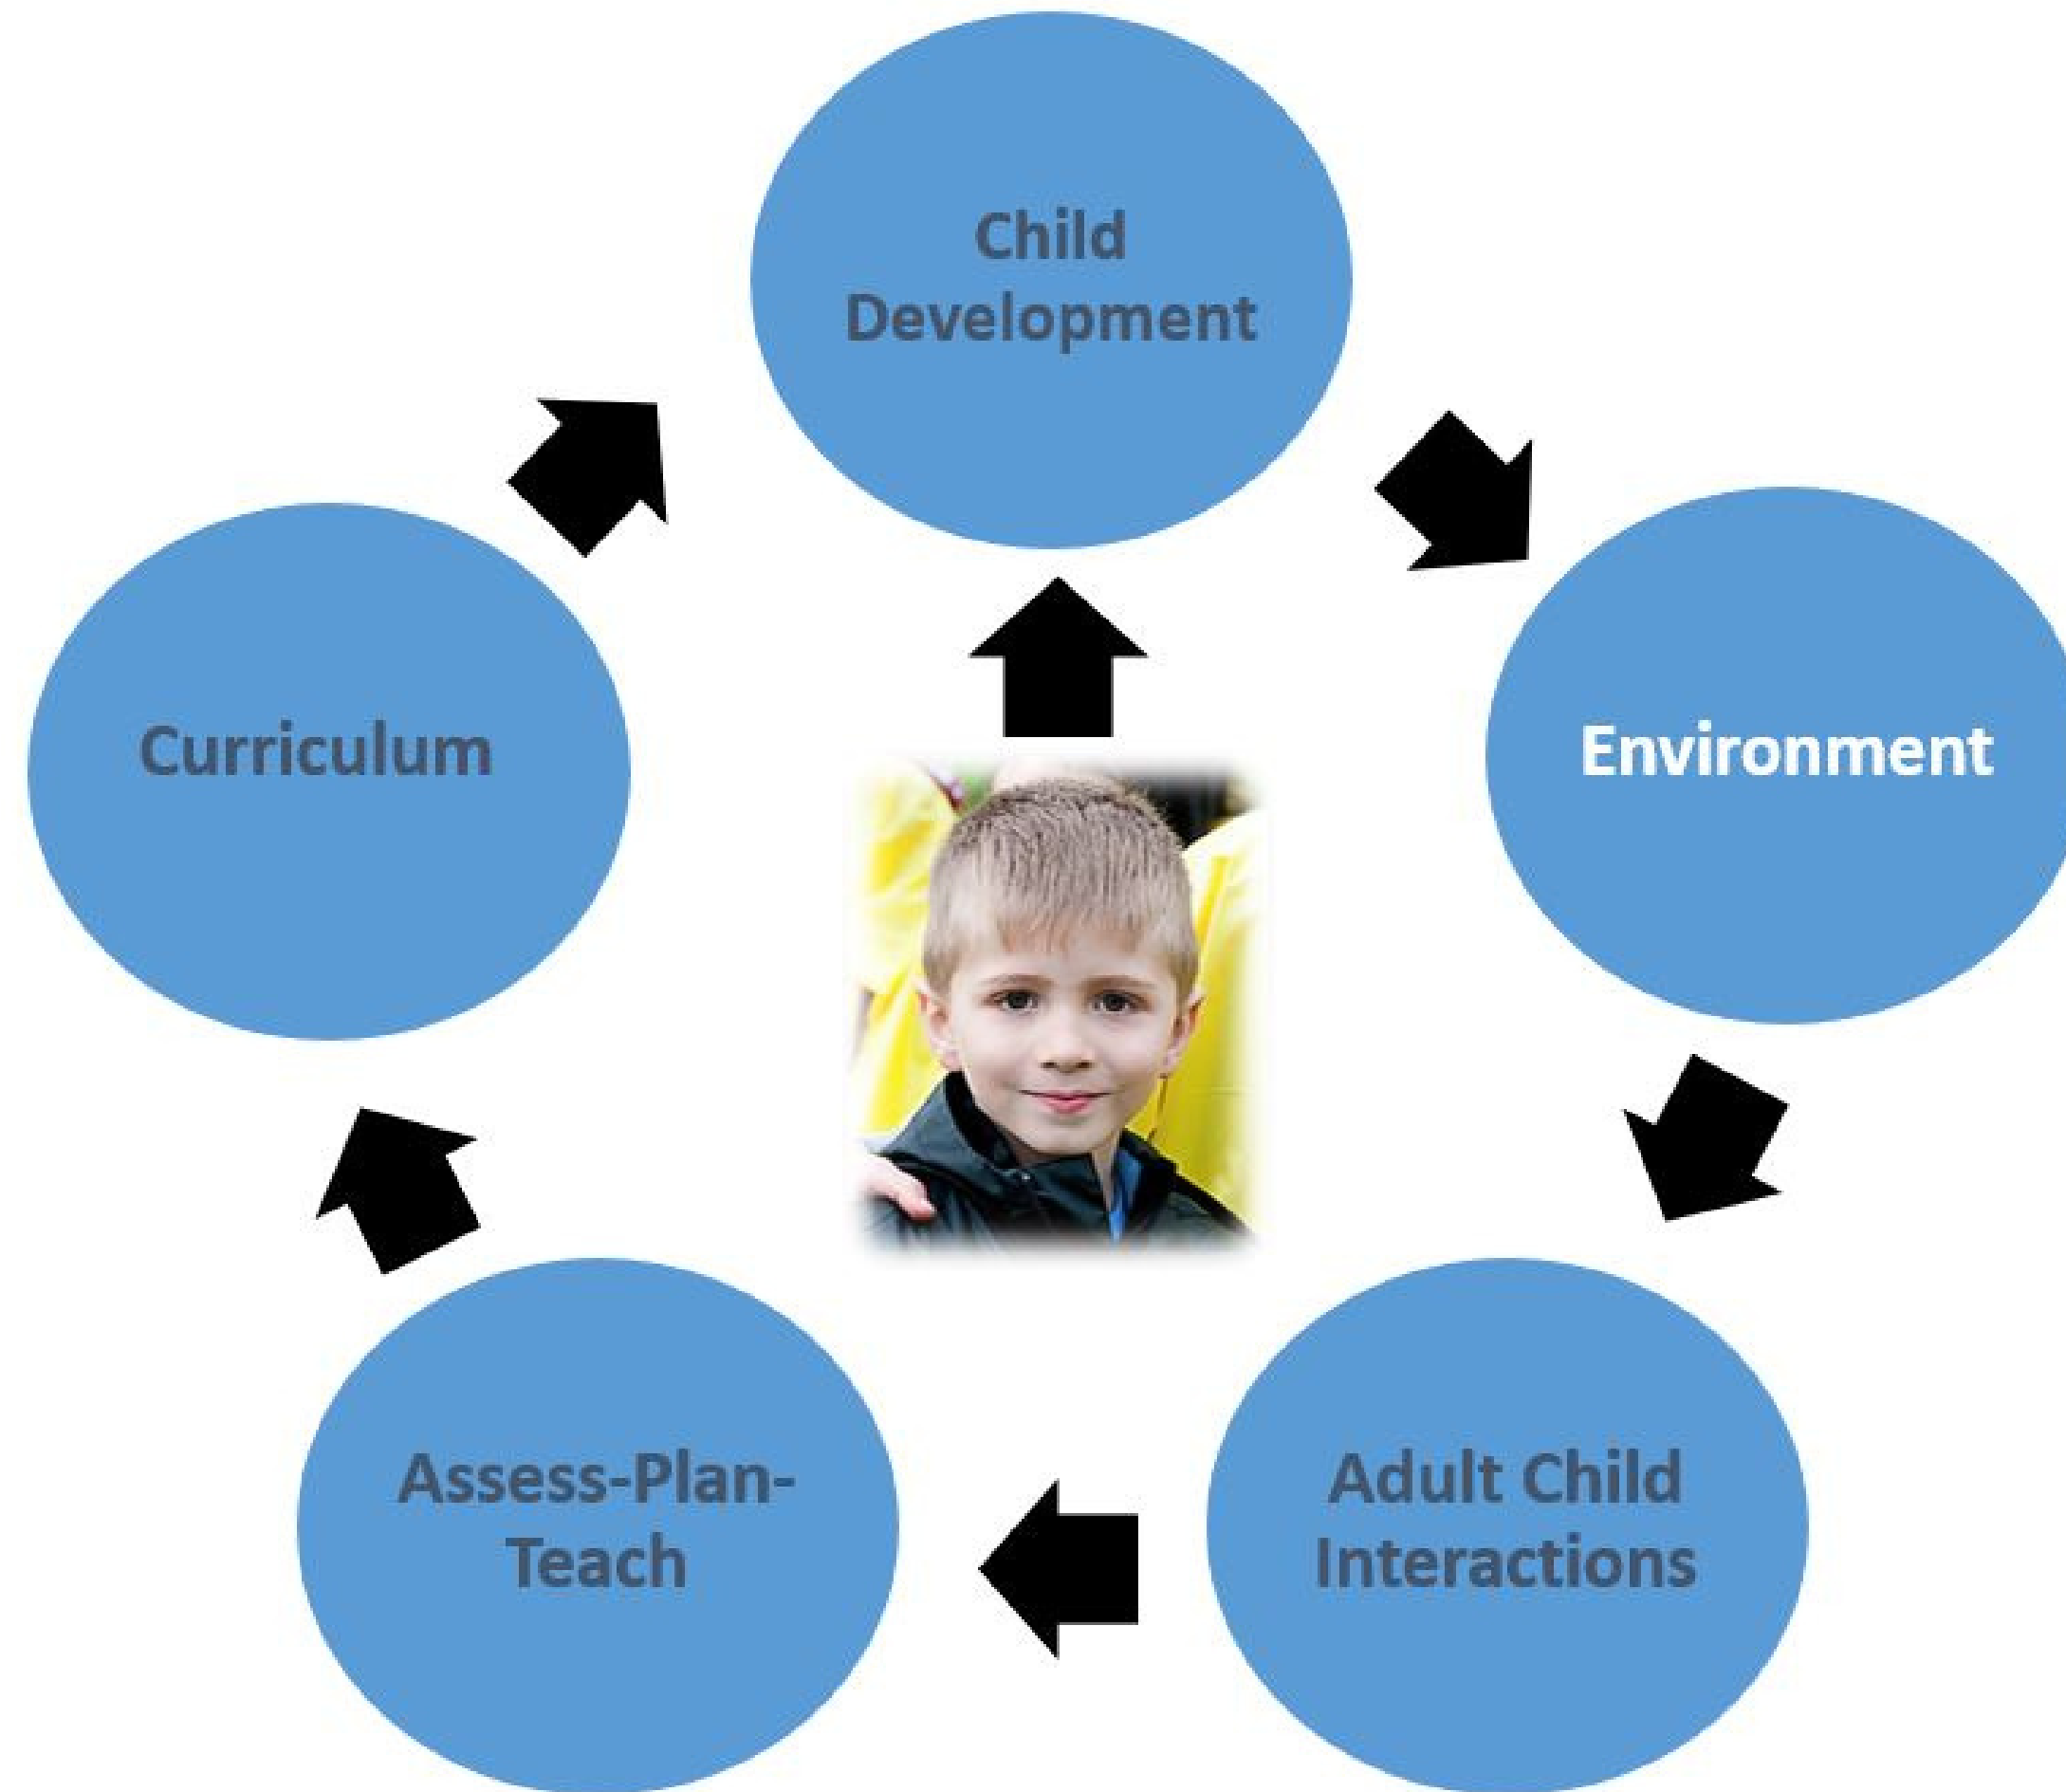 Child
Development
Curriculum
Environment
Assess-Plan-
Teach
Adult Child
Interactions